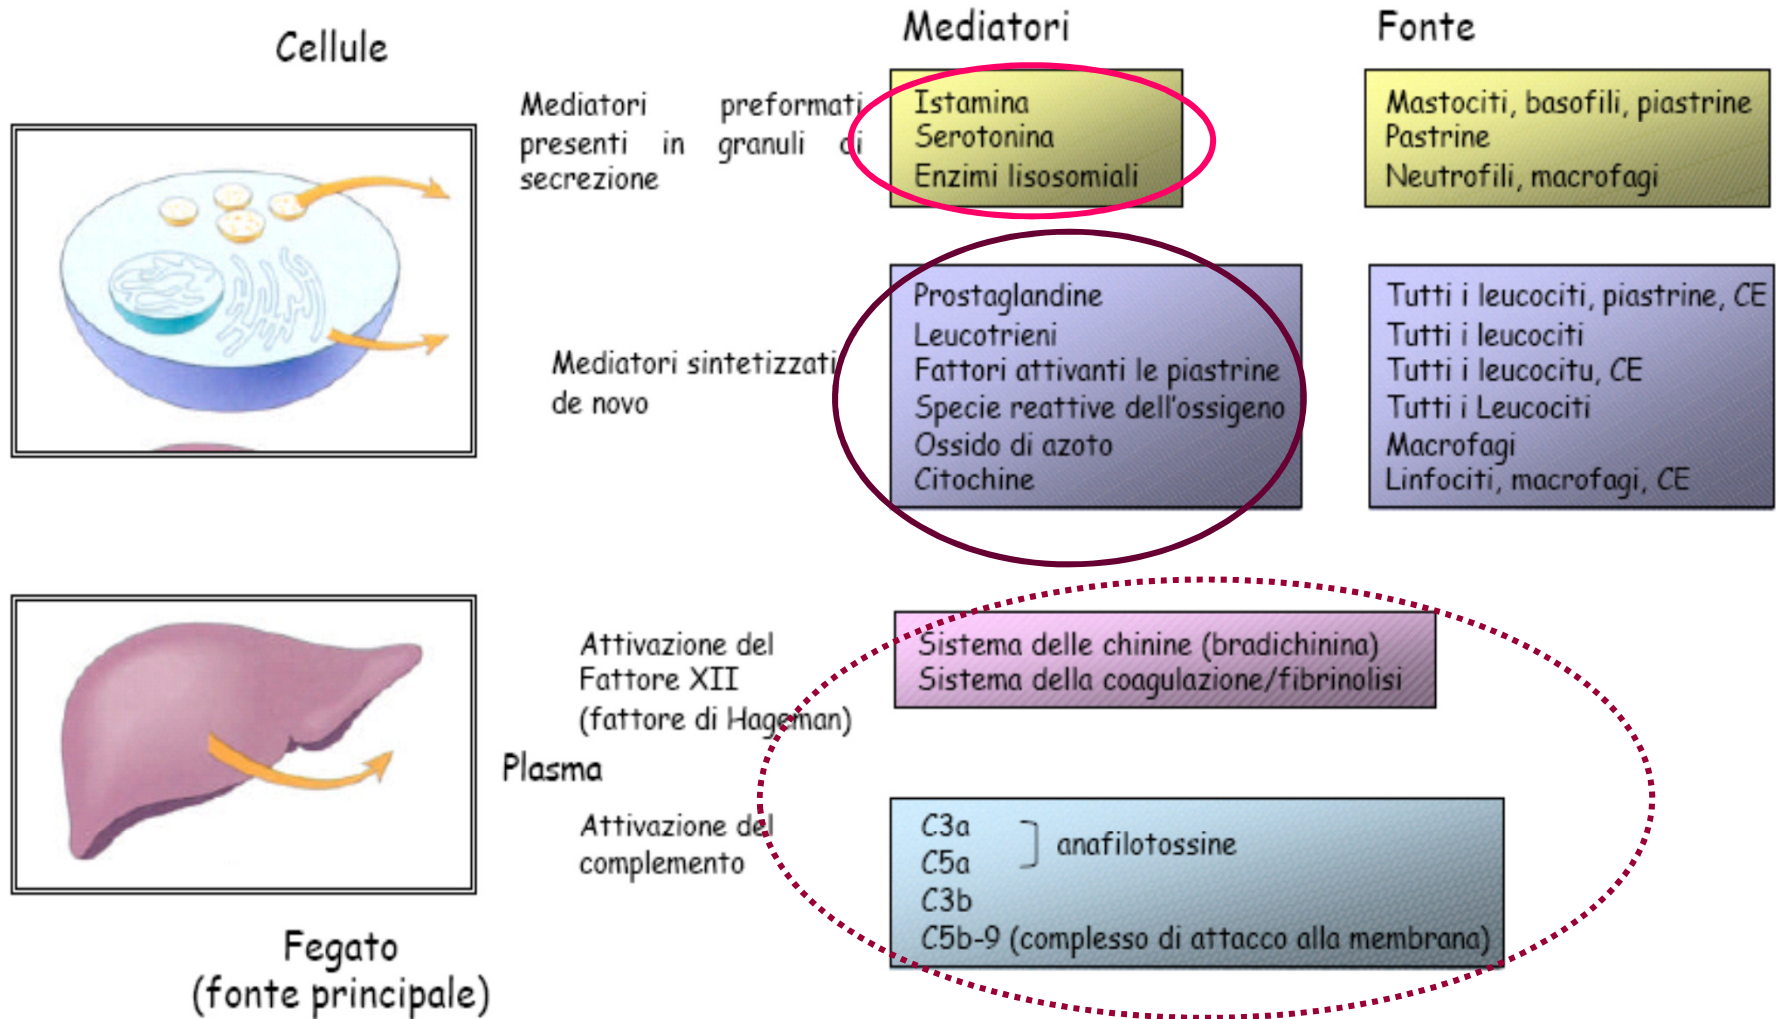 Cellule
Mediatori
Fonte
Mediatori preformati
presenti in granuli di
secrezione
Istamina
Serotonina
Enzimi lisosomiali
Mastociti, basofili, piastrine
Pastrine
Neutrofili, macrofagi
Mediatori sintetizzati
de novo
Prostaglandine
Leucotrieni
Fattori attivanti le piastrine
Specie reattive dell'ossigeno
Ossido di azoto
Citochine
Tutti i leucociti, piastrine, CE
Tutti i leucociti
Tutti i leucocitu, CE
Tutti i Leucociti
Macrofagi
Linfociti, macrofagi, CE
Attivazione del
Fattore XII
(fattore di Hageman)
Sistema delle chinine (bradichinina)
Sistema della coagulazione/fibrinolisi
Plasma
Attivazione del
complemento
C3a
C5a
anafilotossine
C3b
C5b-9 (complesso di attacco alla membrana)
Fegato
(fonte principale)